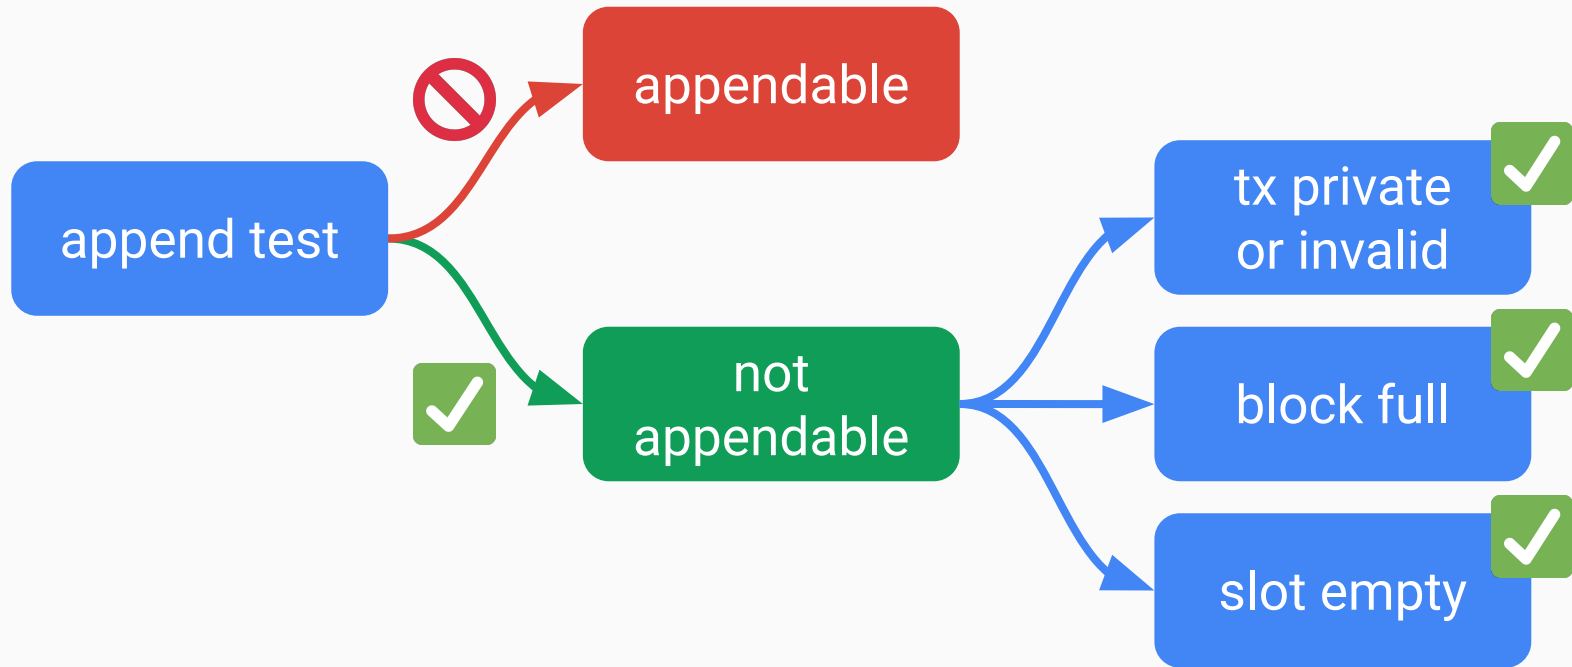 append test
appendable
not
appendable
tx private
or invalid
block full
slot empty